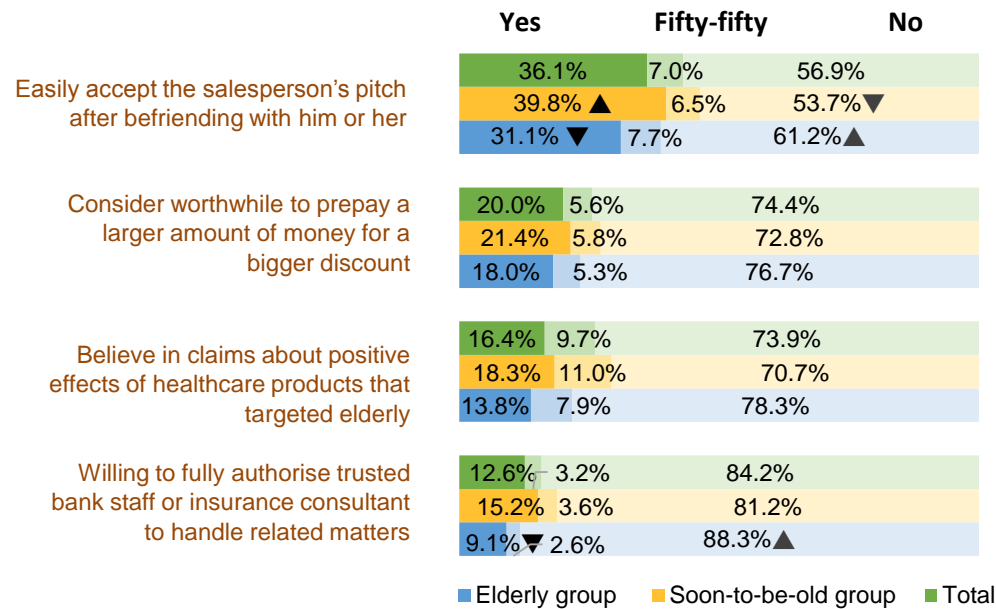 Yes Fifty-fifty No
Easily accept the salesperson's pitch
after befriending with him or her
36.1% 7.0% 56.9%
39.8% ▲ 6.5% 53.7%▼
31.1% ▼ 7.7% 61.2%▲
Consider worthwhile to prepay a
larger amount of money for a
bigger discount
20.0% 5.6% 74.4%
21.4% 5.8% 72.8%
18.0% 5.3% 76.7%
Believe in claims about positive
effects of healthcare products that
targeted elderly
16.4% 9.7% 73.9%
18.3% 11.0% 70.7%
13.8% 7.9% 78.3%
Willing to fully authorise trusted
bank staff or insurance consultant
to handle related matters
12.6% 3.2% 84.2%
15.2% 3.6% 81.2%
9.1%▼ 2.6% 88.3%▲
Elderly group Soon-to-be-old group Total